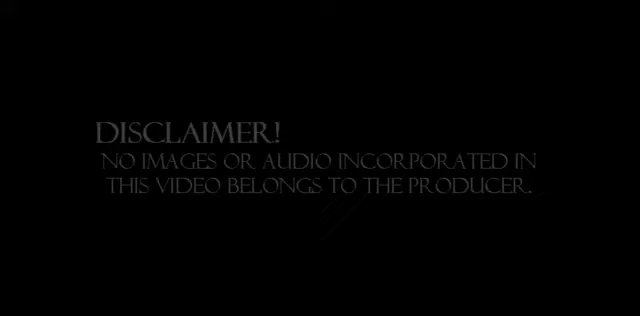 DISCLAIMER!
NO IMAGES OR AUDIO INCORPORATED IN
THIS VIDEO BELONGS TO THE PRODUCER.